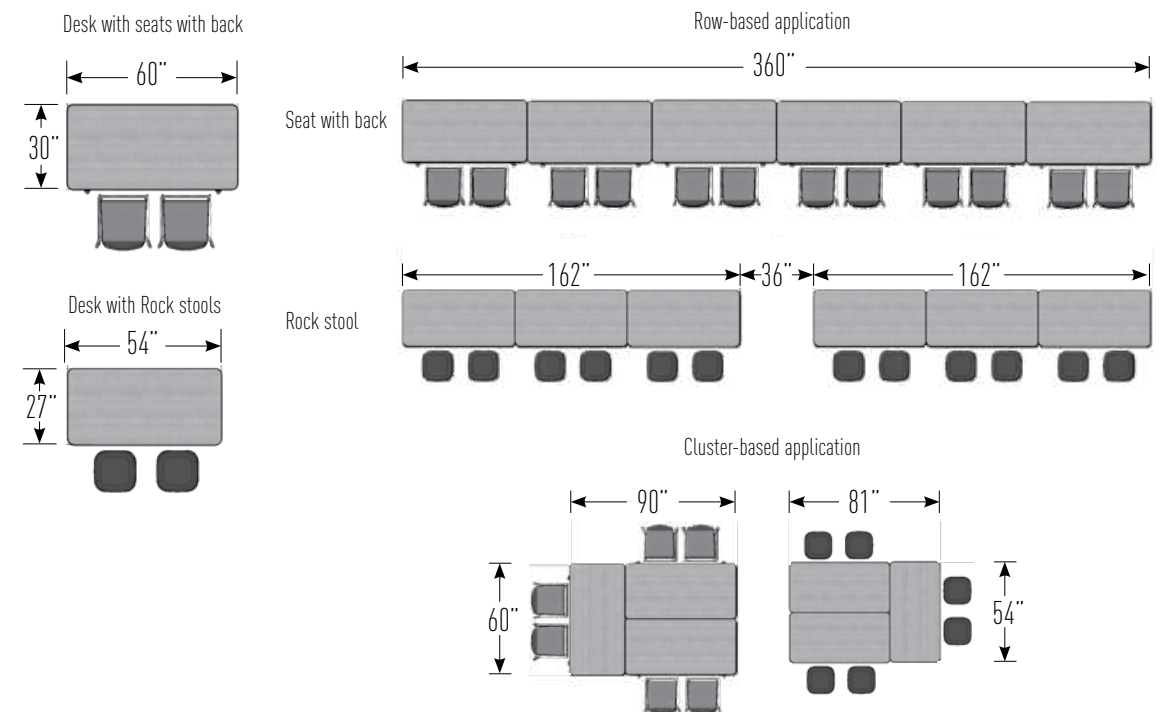 Desk with seats with back
60”
30”
Desk with Rock stools
54”
27”
Row-based application
360”
Seat with back
162”
36”
162”
Rock stool
Cluster-based application
90”
60”
81”
54”